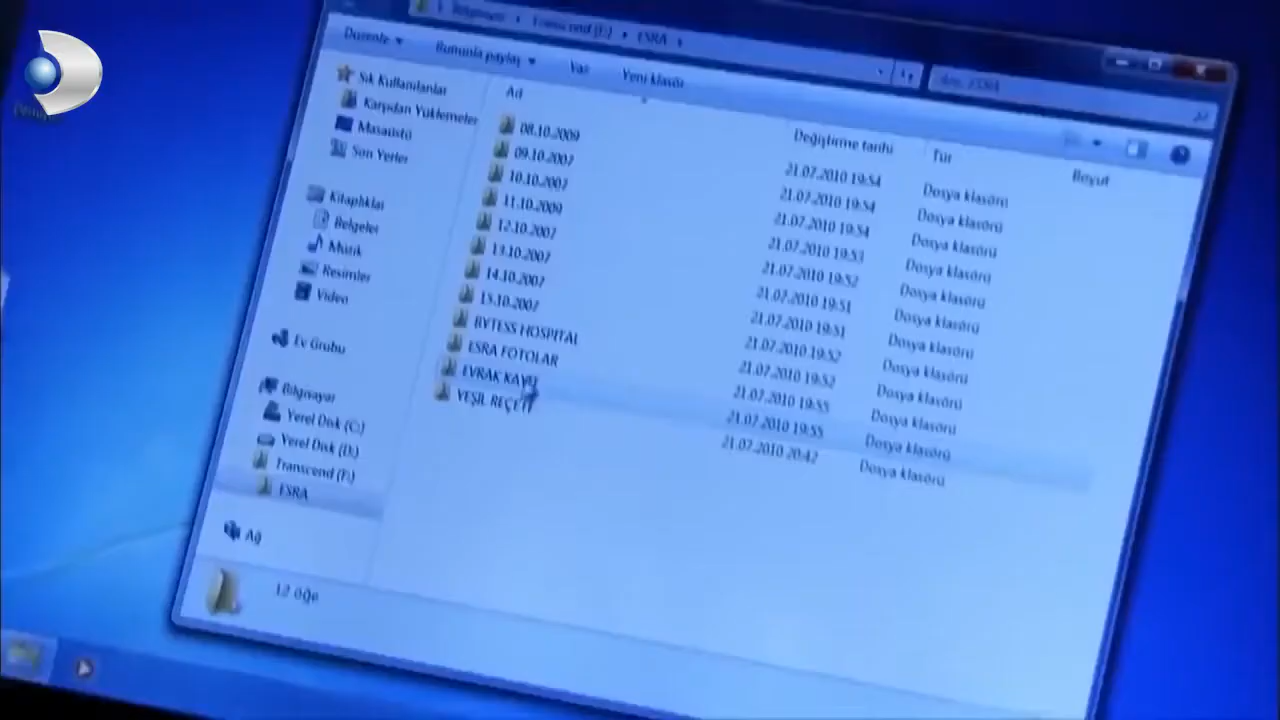 Bilgisayar ▸ Transcend (F:) ▸ ESRA ▸
Düzenle Bununla paylaş Yaz Yeni klasör
Ad Değiştirme tarihi Tür Boyut
Sık Kullanılanlar
Karşıdan Yüklemeler
Masaüstü
Son Yerler
Kitaplıklar
Belgeler
Müzik
Resimler
Video
Ev Grubu
Bilgisayar
Yerel Disk (C:)
Yerel Disk (D:)
Transcend (F:)
ESRA
Ağ
08.10.2009 21.07.2010 19:54 Dosya klasörü
09.10.2007 21.07.2010 19:54 Dosya klasörü
10.10.2007 21.07.2010 19:54 Dosya klasörü
11.10.2009 21.07.2010 19:53 Dosya klasörü
12.10.2007 21.07.2010 19:52 Dosya klasörü
13.10.2007 21.07.2010 19:51 Dosya klasörü
14.10.2007 21.07.2010 19:51 Dosya klasörü
15.10.2007 21.07.2010 19:52 Dosya klasörü
BYTESS HOSPITAL 21.07.2010 19:52 Dosya klasörü
ESRA FOTOLAR 21.07.2010 19:55 Dosya klasörü
EVRAK 21.07.2010 19:55 Dosya klasörü
YEŞİL 21.07.2010 20:42 Dosya klasörü
12 öğe